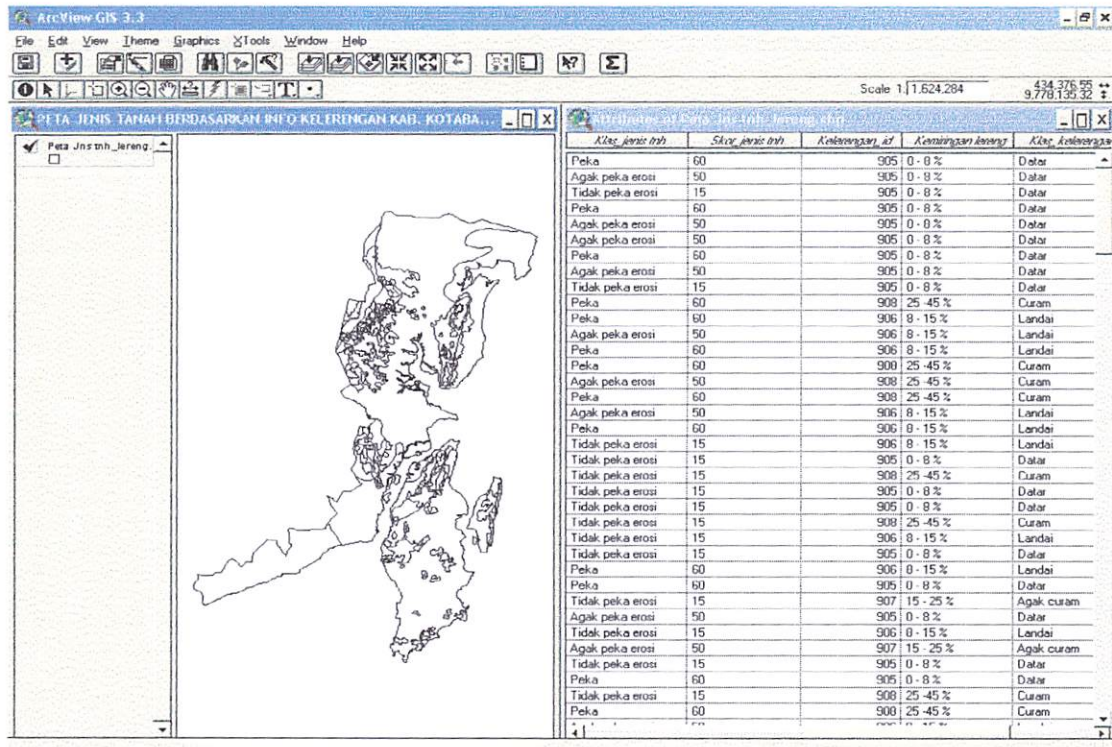 ArcView GIS 3.3
File Edit View Theme Graphics XTools Window Help
Scale 1: 1,624,284
434,376.55
9,778,135.32
PETA JENIS TANAH BERDASARKAN INFO KELERENGAN KAB. KOTABA...
Peta Jns tnh_lereng.
Attributes of Peta Jns tnh_lereng.shp
Klas_jenis tnh Skor_jenis tnh Kelerengan_id Kemiringan lereng Klas_kelerengan
Peka 60 905 0 - 8 % Datar
Agak peka erosi 50 905 0 - 8 % Datar
Tidak peka erosi 15 905 0 - 8 % Datar
Peka 60 905 0 - 8 % Datar
Agak peka erosi 50 905 0 - 8 % Datar
Agak peka erosi 50 905 0 - 8 % Datar
Peka 60 905 0 - 8 % Datar
Agak peka erosi 50 905 0 - 8 % Datar
Tidak peka erosi 15 905 0 - 8 % Datar
Peka 60 908 25 -45 % Curam
Peka 60 906 8 - 15 % Landai
Agak peka erosi 50 906 8 - 15 % Landai
Peka 60 906 8 - 15 % Landai
Peka 60 908 25 -45 % Curam
Agak peka erosi 50 908 25 -45 % Curam
Peka 60 908 25 -45 % Curam
Agak peka erosi 50 906 8 - 15 % Landai
Peka 60 906 8 - 15 % Landai
Tidak peka erosi 15 906 8 - 15 % Landai
Tidak peka erosi 15 905 0 - 8 % Datar
Tidak peka erosi 15 908 25 -45 % Curam
Tidak peka erosi 15 905 0 - 8 % Datar
Tidak peka erosi 15 905 0 - 8 % Datar
Tidak peka erosi 15 908 25 -45 % Curam
Tidak peka erosi 15 906 8 - 15 % Landai
Tidak peka erosi 15 905 0 - 8 % Datar
Peka 60 906 8 - 15 % Landai
Peka 60 905 0 - 8 % Datar
Tidak peka erosi 15 907 15 - 25 % Agak curam
Agak peka erosi 50 905 0 - 8 % Datar
Tidak peka erosi 15 906 8 - 15 % Landai
Agak peka erosi 50 907 15 - 25 % Agak curam
Tidak peka erosi 15 905 0 - 8 % Datar
Peka 60 905 0 - 8 % Datar
Tidak peka erosi 15 908 25 -45 % Curam
Peka 60 908 25 -45 % Curam